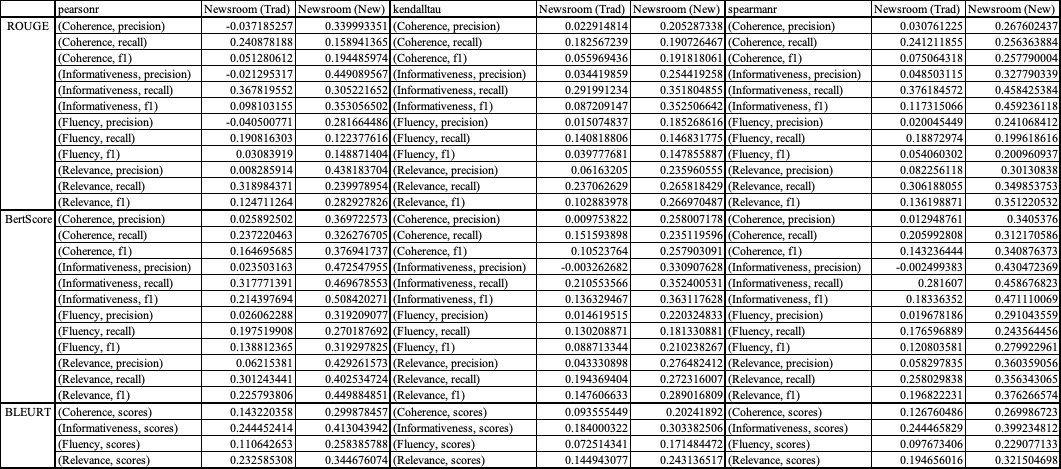 pearsonr Newsroom (Trad) Newsroom (New) kendalltau Newsroom (Trad) Newsroom (New) spearmanr Newsroom (Trad) Newsroom (New)
ROUGE (Coherence, precision) -0.037185257 0.339993351 (Coherence, precision) 0.022914814 0.205287338 (Coherence, precision) 0.030761225 0.267602437
(Coherence, recall) 0.240878188 0.158941365 (Coherence, recall) 0.182567239 0.190726467 (Coherence, recall) 0.241211855 0.256363884
(Coherence, f1) 0.051280612 0.194485974 (Coherence, f1) 0.055969436 0.191818061 (Coherence, f1) 0.075064318 0.257790004
(Informativeness, precision) -0.021295317 0.449089567 (Informativeness, precision) 0.034419859 0.254419258 (Informativeness, precision) 0.048503115 0.327790339
(Informativeness, recall) 0.367819552 0.305221652 (Informativeness, recall) 0.291991234 0.351804855 (Informativeness, recall) 0.376184572 0.458425384
(Informativeness, f1) 0.098103155 0.353056502 (Informativeness, f1) 0.087209147 0.352506642 (Informativeness, f1) 0.117315066 0.459236118
(Fluency, precision) -0.040500771 0.281664486 (Fluency, precision) 0.015074837 0.185268616 (Fluency, precision) 0.020045449 0.241068412
(Fluency, recall) 0.190816303 0.122377616 (Fluency, recall) 0.140818806 0.146831775 (Fluency, recall) 0.18872974 0.199618616
(Fluency, f1) 0.03083919 0.148871404 (Fluency, f1) 0.039777681 0.147855887 (Fluency, f1) 0.054060302 0.200960937
(Relevance, precision) 0.008285914 0.438183704 (Relevance, precision) 0.06163205 0.235960555 (Relevance, precision) 0.082256118 0.30130838
(Relevance, recall) 0.318984371 0.239978954 (Relevance, recall) 0.237062629 0.265818429 (Relevance, recall) 0.306188055 0.349853753
(Relevance, f1) 0.124711264 0.282927826 (Relevance, f1) 0.102883978 0.266970487 (Relevance, f1) 0.136198871 0.351220532
BertScore (Coherence, precision) 0.025892502 0.369722573 (Coherence, precision) 0.009753822 0.258007178 (Coherence, precision) 0.012948761 0.3405376
(Coherence, recall) 0.237220463 0.326276705 (Coherence, recall) 0.151593898 0.235119596 (Coherence, recall) 0.205992808 0.312170586
(Coherence, f1) 0.164695685 0.376941737 (Coherence, f1) 0.10523764 0.257903091 (Coherence, f1) 0.143236444 0.340876373
(Informativeness, precision) 0.023503163 0.472547955 (Informativeness, precision) -0.003262682 0.330907628 (Informativeness, precision) -0.002499383 0.430472369
(Informativeness, recall) 0.317771391 0.469678553 (Informativeness, recall) 0.210553566 0.352400531 (Informativeness, recall) 0.281607 0.458676823
(Informativeness, f1) 0.214397694 0.508420271 (Informativeness, f1) 0.136329467 0.363117628 (Informativeness, f1) 0.18336352 0.471110069
(Fluency, precision) 0.026062288 0.319209077 (Fluency, precision) 0.014619515 0.220324833 (Fluency, precision) 0.019678186 0.291043559
(Fluency, recall) 0.197519908 0.270187692 (Fluency, recall) 0.130208871 0.181330881 (Fluency, recall) 0.176596889 0.243564456
(Fluency, f1) 0.138812365 0.319297825 (Fluency, f1) 0.088713344 0.210238267 (Fluency, f1) 0.120803581 0.279922961
(Relevance, precision) 0.06215381 0.429261573 (Relevance, precision) 0.043330898 0.276482412 (Relevance, precision) 0.058297835 0.360359056
(Relevance, recall) 0.301243441 0.402534724 (Relevance, recall) 0.194369404 0.272316007 (Relevance, recall) 0.258029838 0.356343065
(Relevance, f1) 0.225793806 0.449884851 (Relevance, f1) 0.147606633 0.289016809 (Relevance, f1) 0.196822231 0.376266574
BLEURT (Coherence, scores) 0.143220358 0.299878457 (Coherence, scores) 0.093555449 0.20241892 (Coherence, scores) 0.126760486 0.269986723
(Informativeness, scores) 0.244452414 0.413043942 (Informativeness, scores) 0.184000322 0.303382506 (Informativeness, scores) 0.244465829 0.399234812
(Fluency, scores) 0.110642653 0.258385788 (Fluency, scores) 0.072514341 0.171484472 (Fluency, scores) 0.097673406 0.229077133
(Relevance, scores) 0.232585308 0.344676074 (Relevance, scores) 0.144943077 0.243136517 (Relevance, scores) 0.194656016 0.321504698